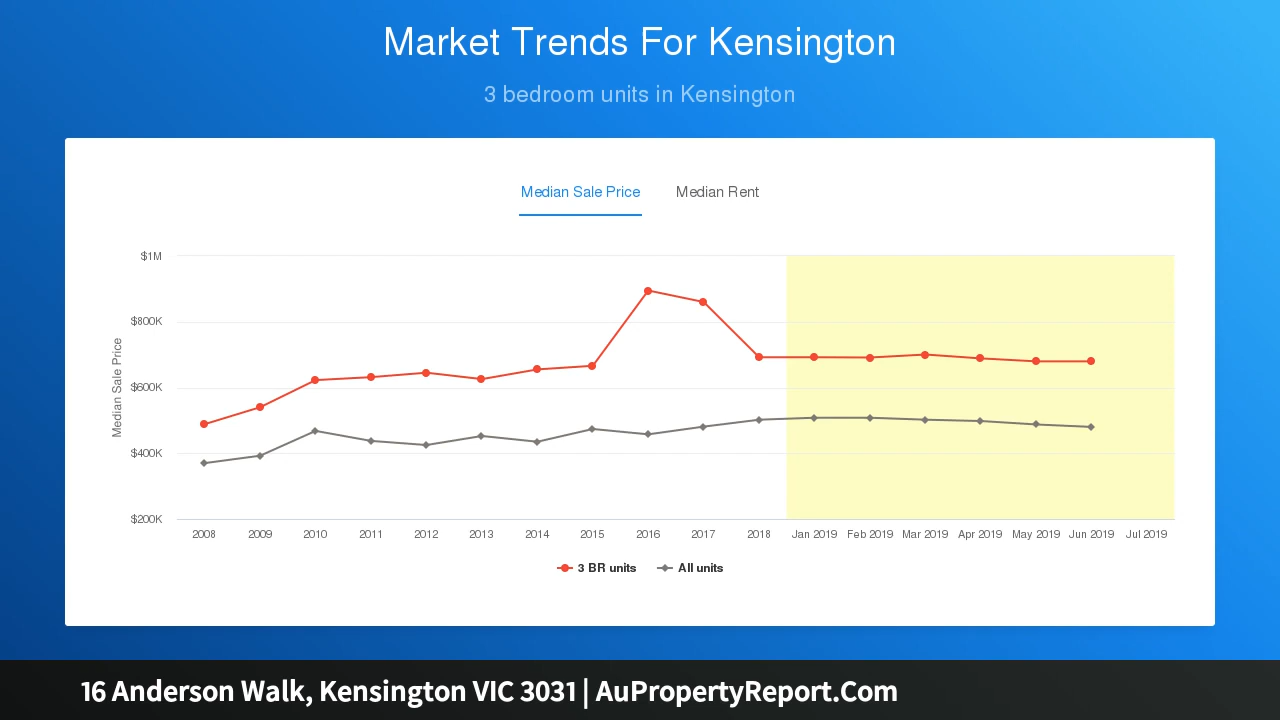 Market Trends For Kensington
3 bedroom units in Kensington
Median Sale Price Median Rent
Median Sale Price
$1M
$800K
$600K
$400K
$200K
2008 2009 2010 2011 2012 2013 2014 2015 2016 2017 2018 Jan 2019 Feb 2019 Mar 2019 Apr 2019 May 2019 Jun 2019 Jul 2019
3 BR units All units
16 Anderson Walk, Kensington VIC 3031 | AuPropertyReport.Com